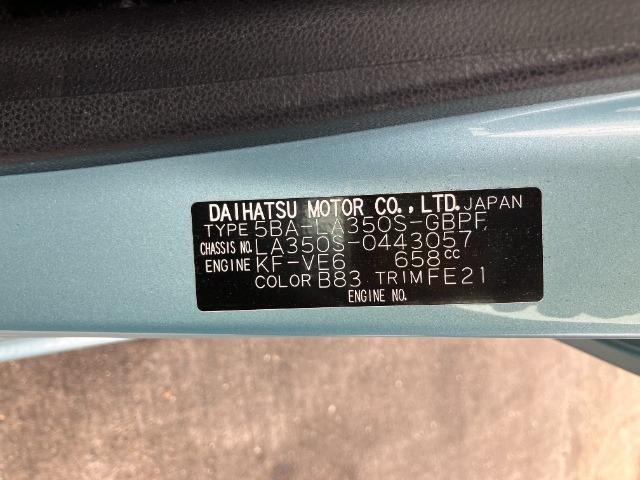 DAIHATSU MOTOR CO., LTD. JAPAN
TYPE 5BA-LA350S-GBPF
CHASSIS NO. LA350S-0443057
ENGINE KF-VE6 658cc
COLOR B83 TRIM FE21
ENGINE NO.